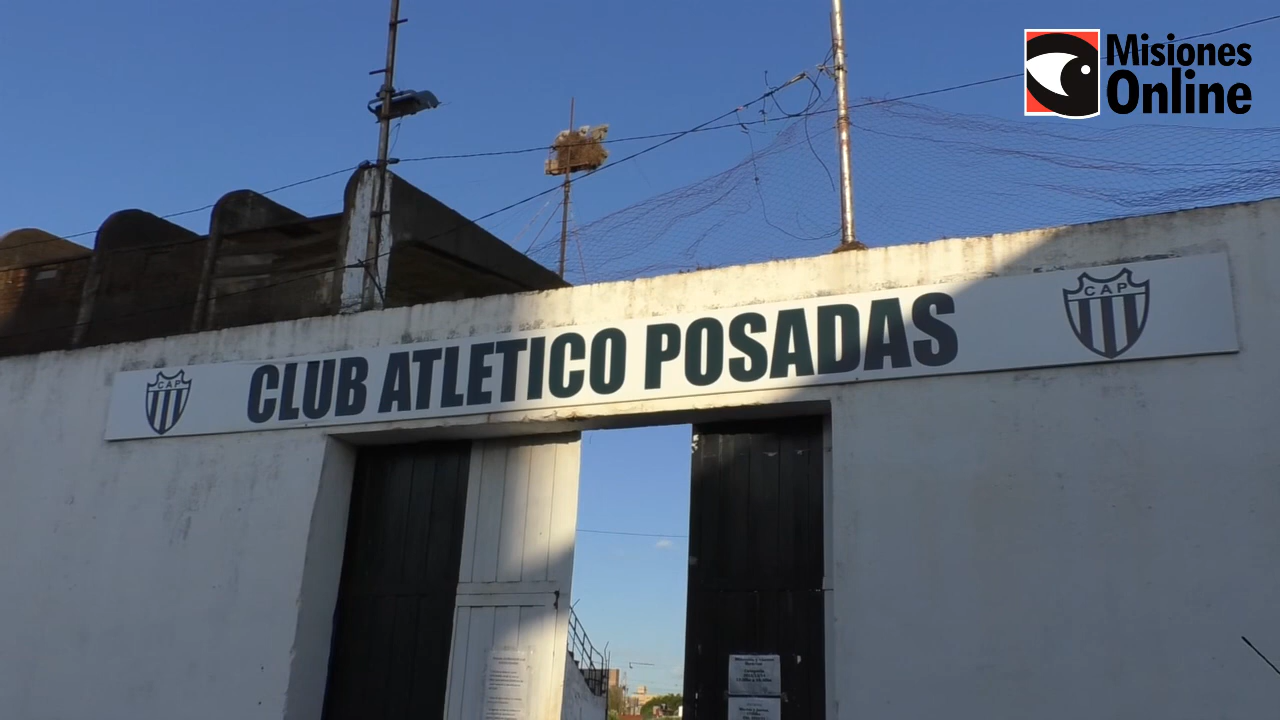 Misiones
Online
CAP
CLUB ATLETICO POSADAS
CAP